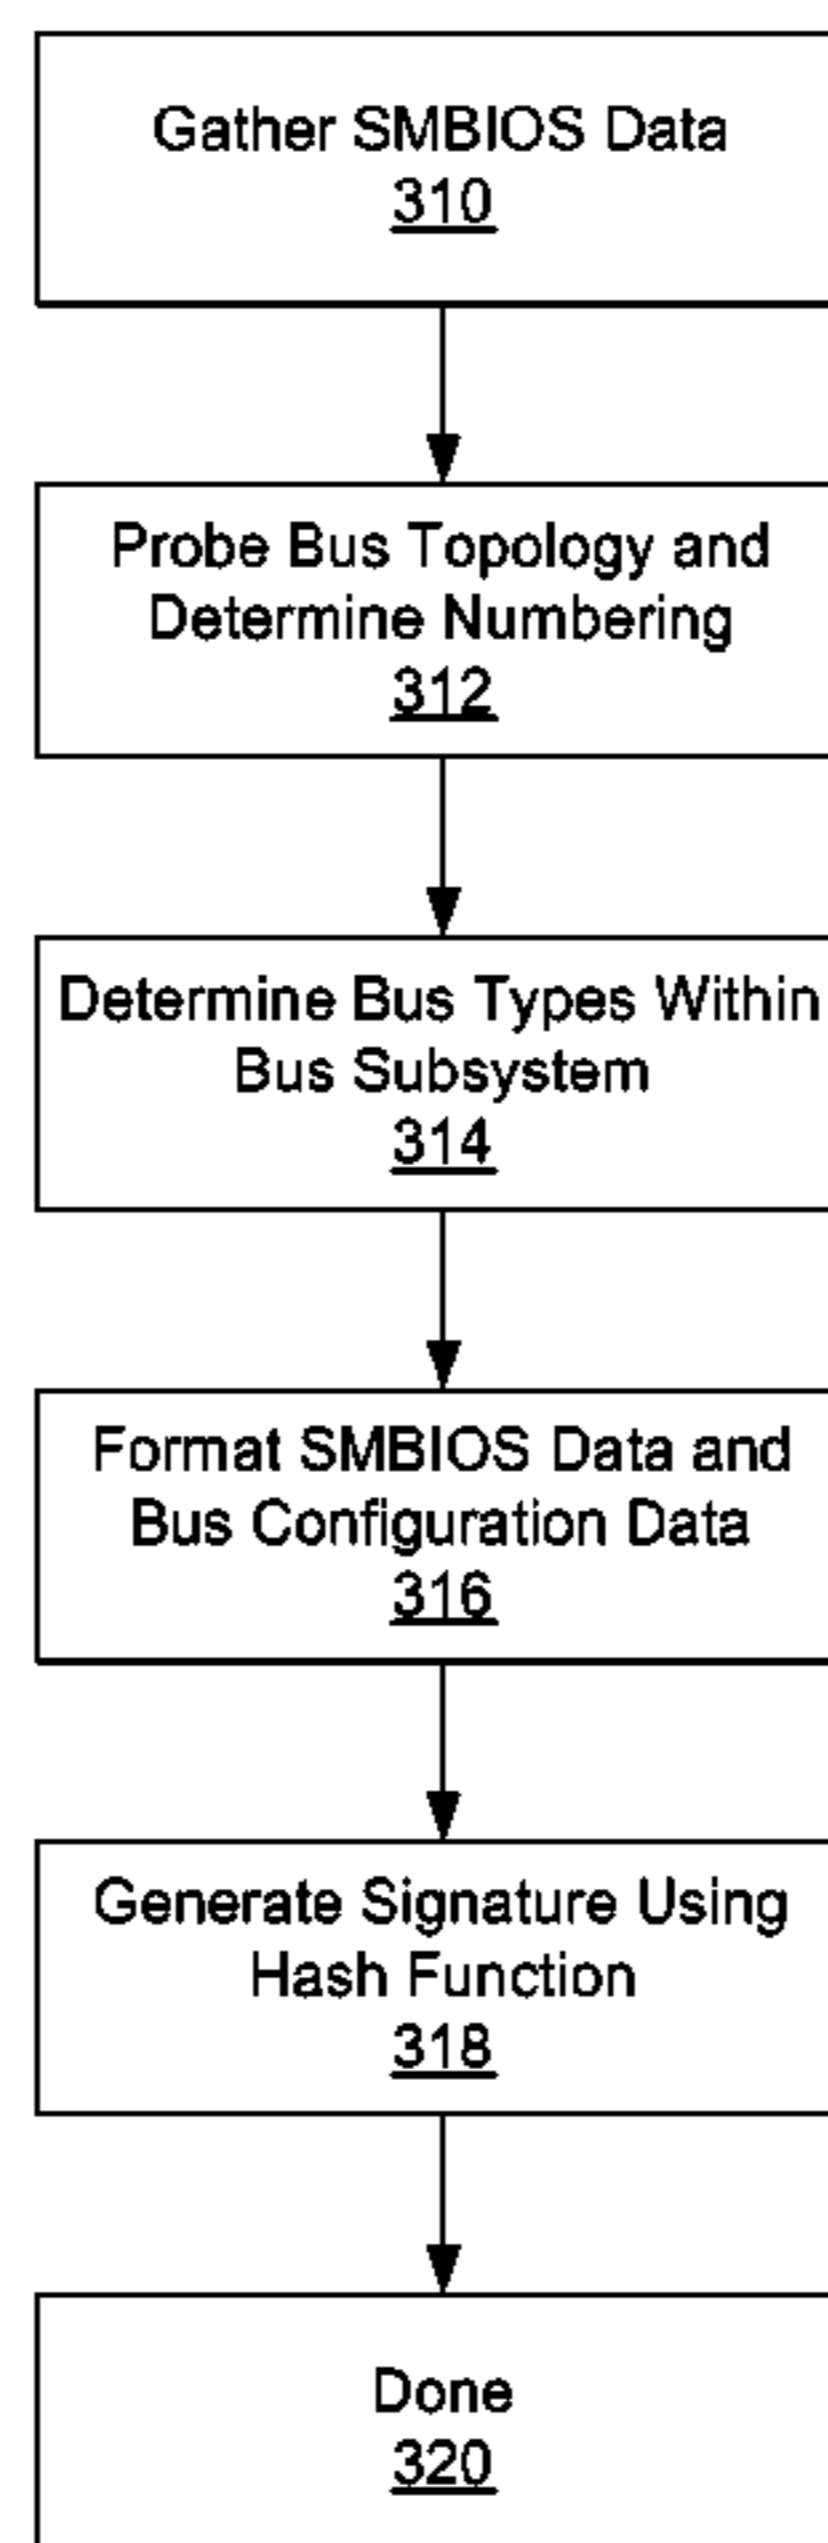 Gather SMBIOS Data
310
Probe Bus Topology and
Determine Numbering
312
Determine Bus Types Within
Bus Subsystem
314
Format SMBIOS Data and
Bus Configuration Data
316
Generate Signature Using
Hash Function
318
Done
320